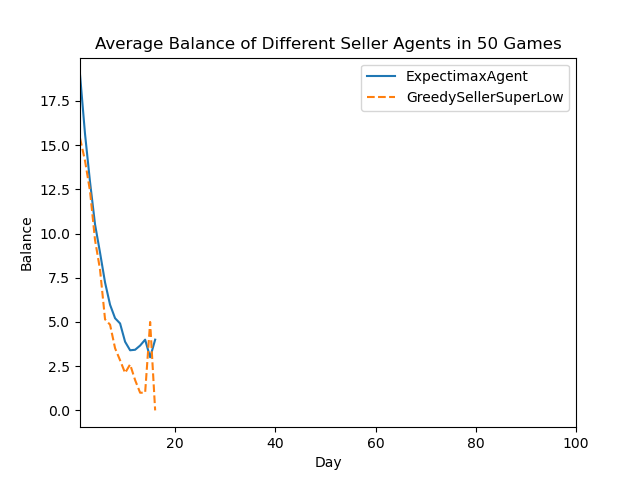 Average Balance of Different Seller Agents in 50 Games
ExpectimaxAgent
GreedySellerSuperLow
17.5
15.0
12.5
10.0
7.5
5.0
2.5
0.0
Balance
20
40
60
80
100
Day